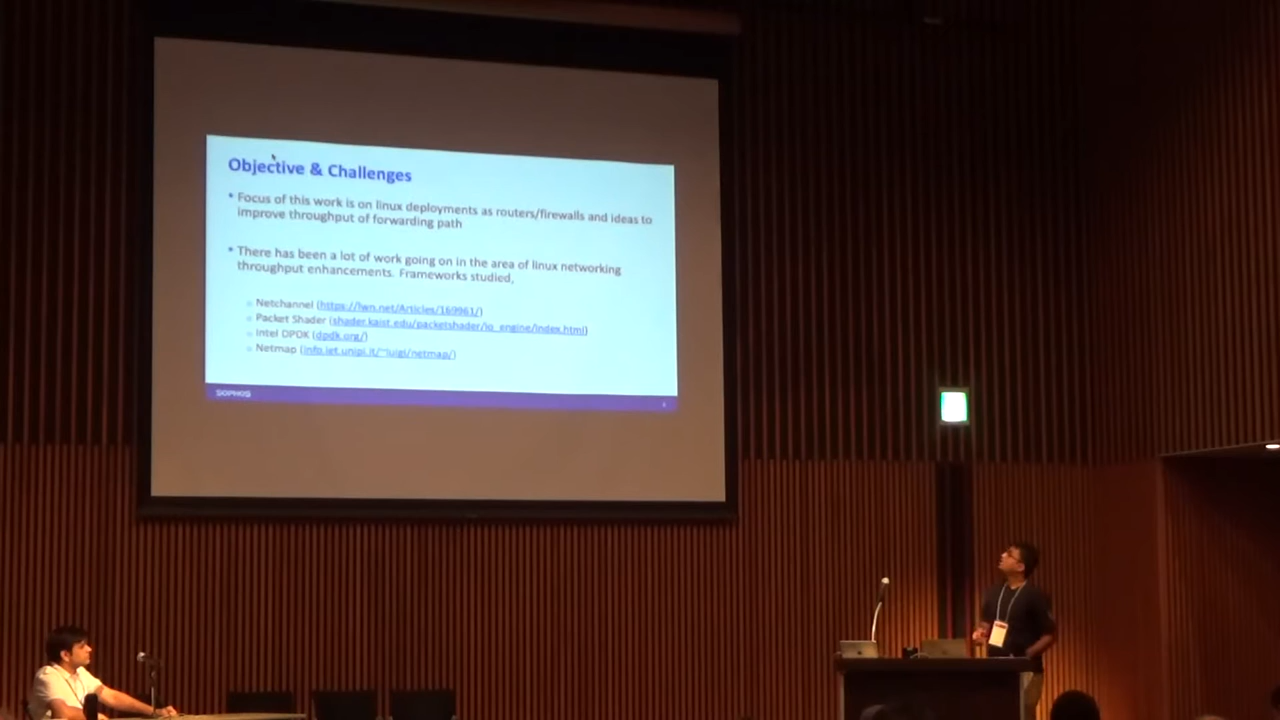 Objective & Challenges
• Focus of this work is on linux deployments as routers/firewalls and ideas to
improve throughput of forwarding path
• There has been a lot of work going on in the area of linux networking
throughput enhancements. Frameworks studied,
Netchannel (https://lwn.net/Articles/169961/)
Packet Shader (shader.kaist.edu/packetshader/io_engine/index.html)
Intel DPDK (dpdk.org/)
Netmap (info.iet.unipi.it/~luigi/netmap/)
SOPHOS